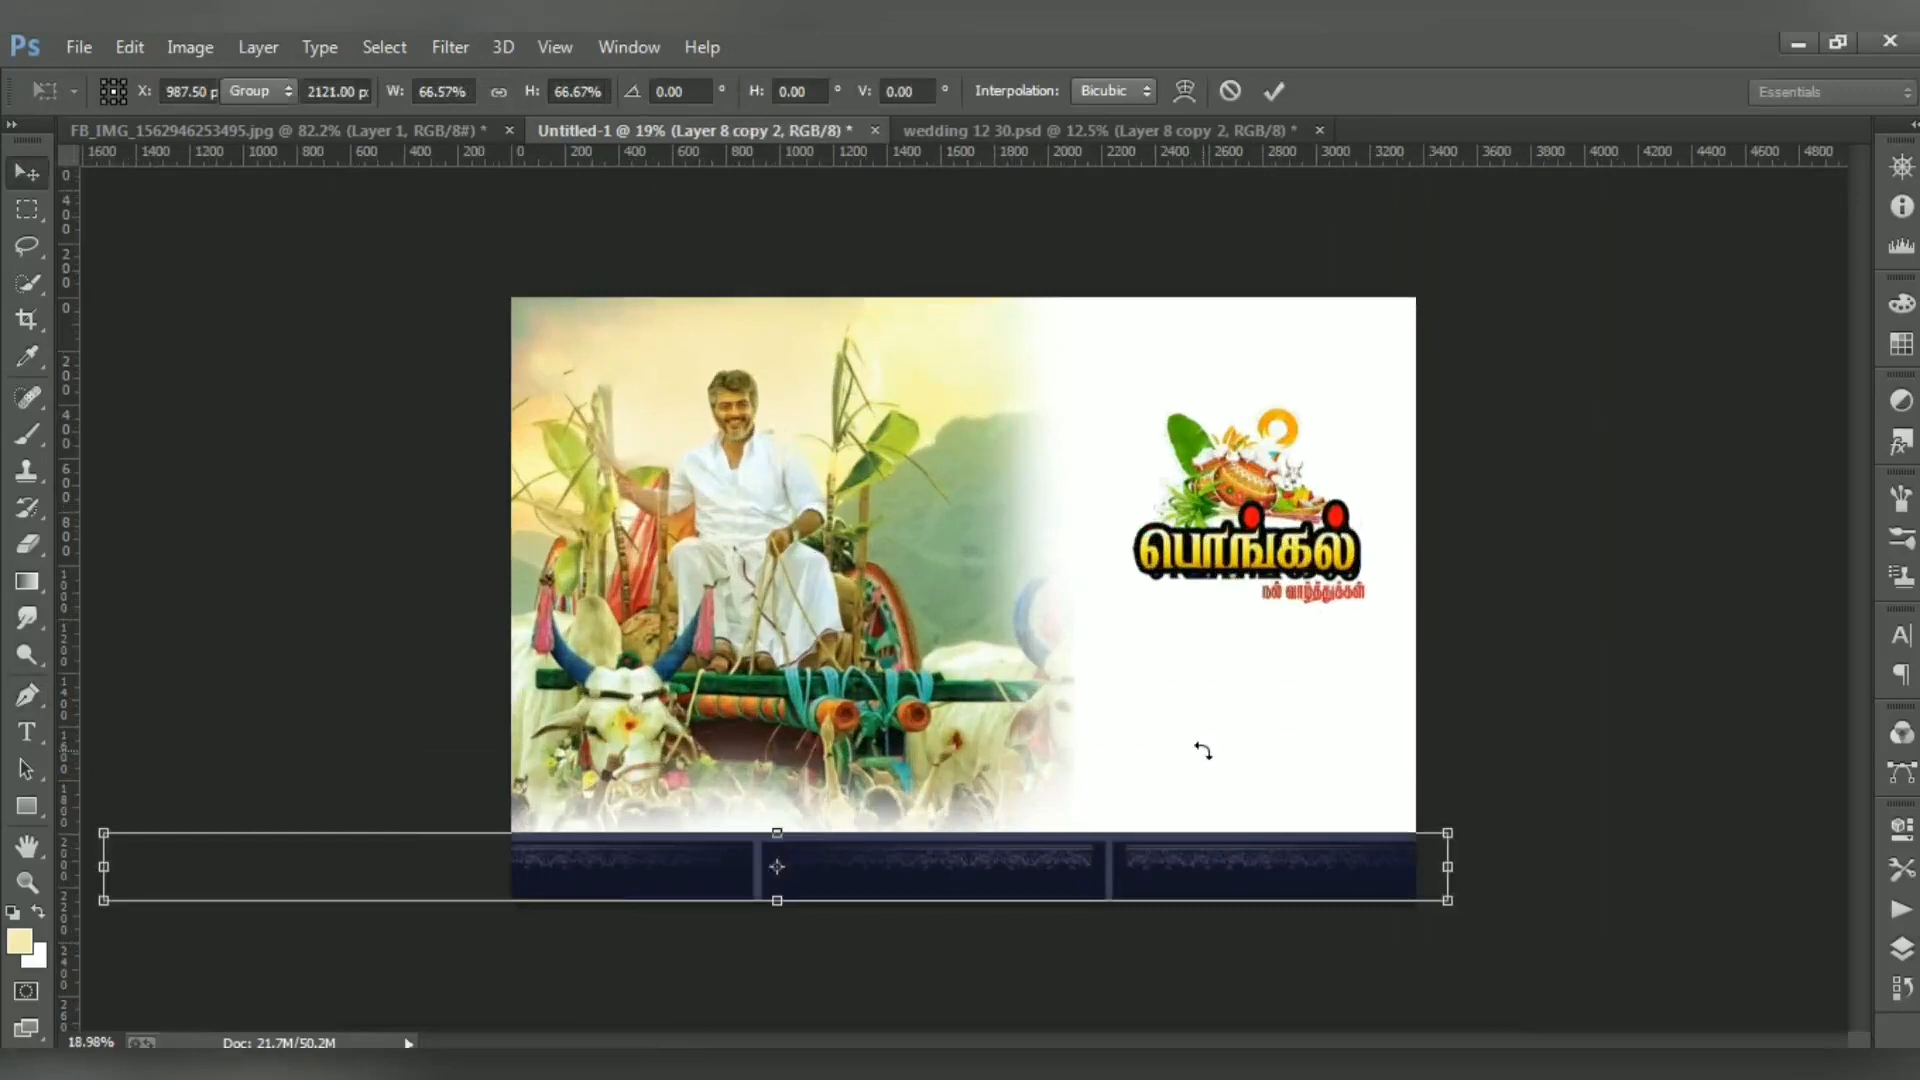 Ps File Edit Image Layer Type Select Filter 3D View Window Help
X: 987.50 p Group 2121.00 p W: 66.57% H: 66.67% 0.00 ° H: 0.00 ° V: 0.00 ° Interpolation: Bicubic Essentials
FB_IMG_1562946253495.jpg @ 82.2% (Layer 1, RGB/8#) * × Untitled-1 @ 19% (Layer 8 copy 2, RGB/8) * × wedding 12 30.psd @ 12.5% (Layer 8 copy 2, RGB/8) * ×
1600 1400 1200 1000 800 600 400 200 0 200 400 600 800 1000 1200 1400 1600 1800 2000 2200 2400 2600 2800 3000 3200 3400 3600 3800 4000 4200 4400 4600 4800
பொங்கல்
நல் வாழ்த்துக்கள்
18.98% Doc: 21.7M/50.2M